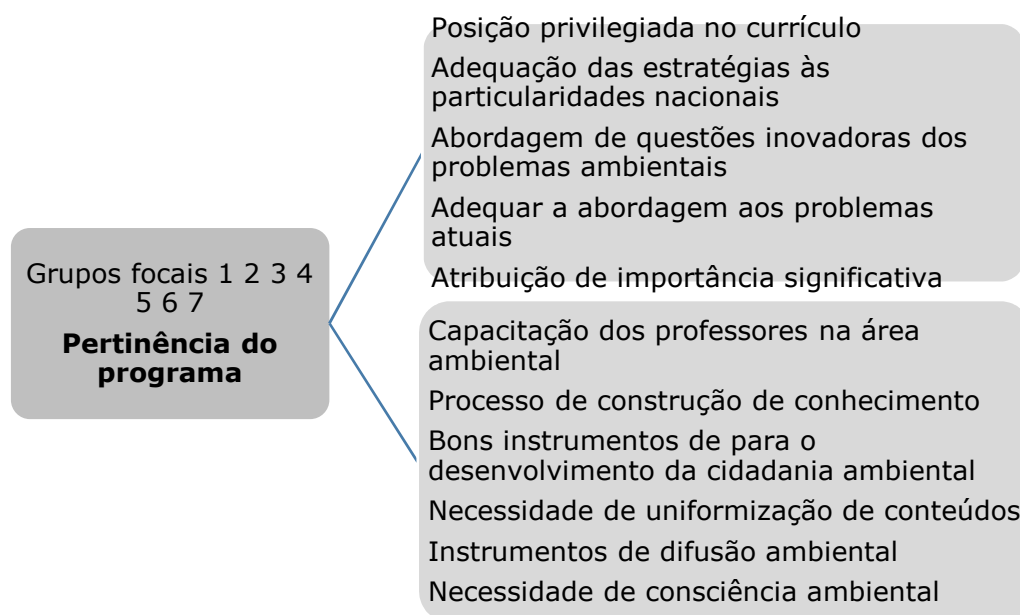 Grupos focais 1 2 3 4
5 6 7
Pertinência do
programa
Posição privilegiada no currículo
Adequação das estratégias às
particularidades nacionais
Abordagem de questões inovadoras dos
problemas ambientais
Adequar a abordagem aos problemas
atuais
Atribuição de importância significativa
Capacitação dos professores na área
ambiental
Processo de construção de conhecimento
Bons instrumentos de para o
desenvolvimento da cidadania ambiental
Necessidade de uniformização de conteúdos
Instrumentos de difusão ambiental
Necessidade de consciência ambiental